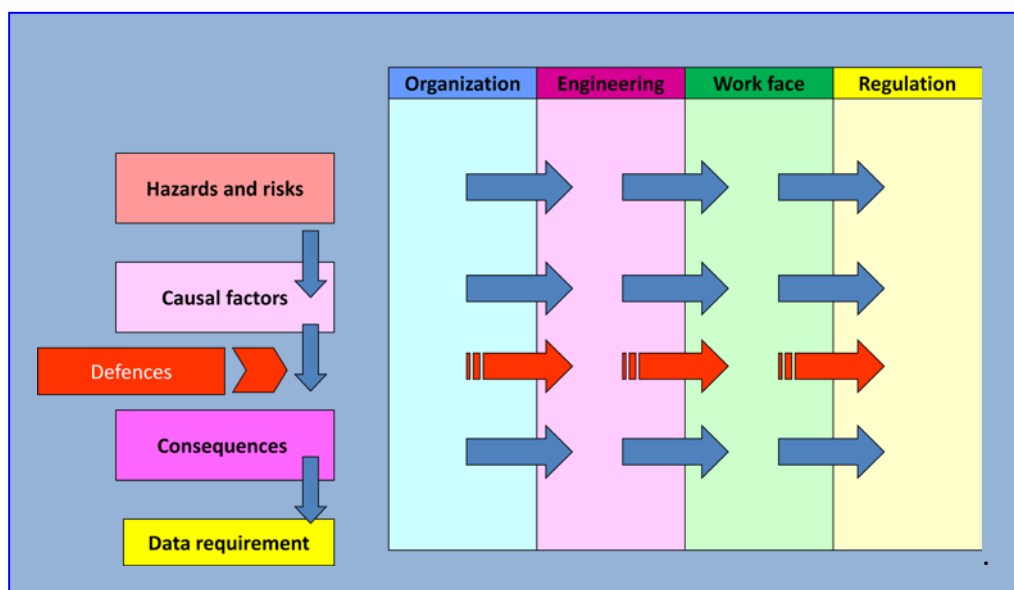 Organization Engineering Work face Regulation
Hazards and risks
Causal factors
Defences
Consequences
Data requirement
.